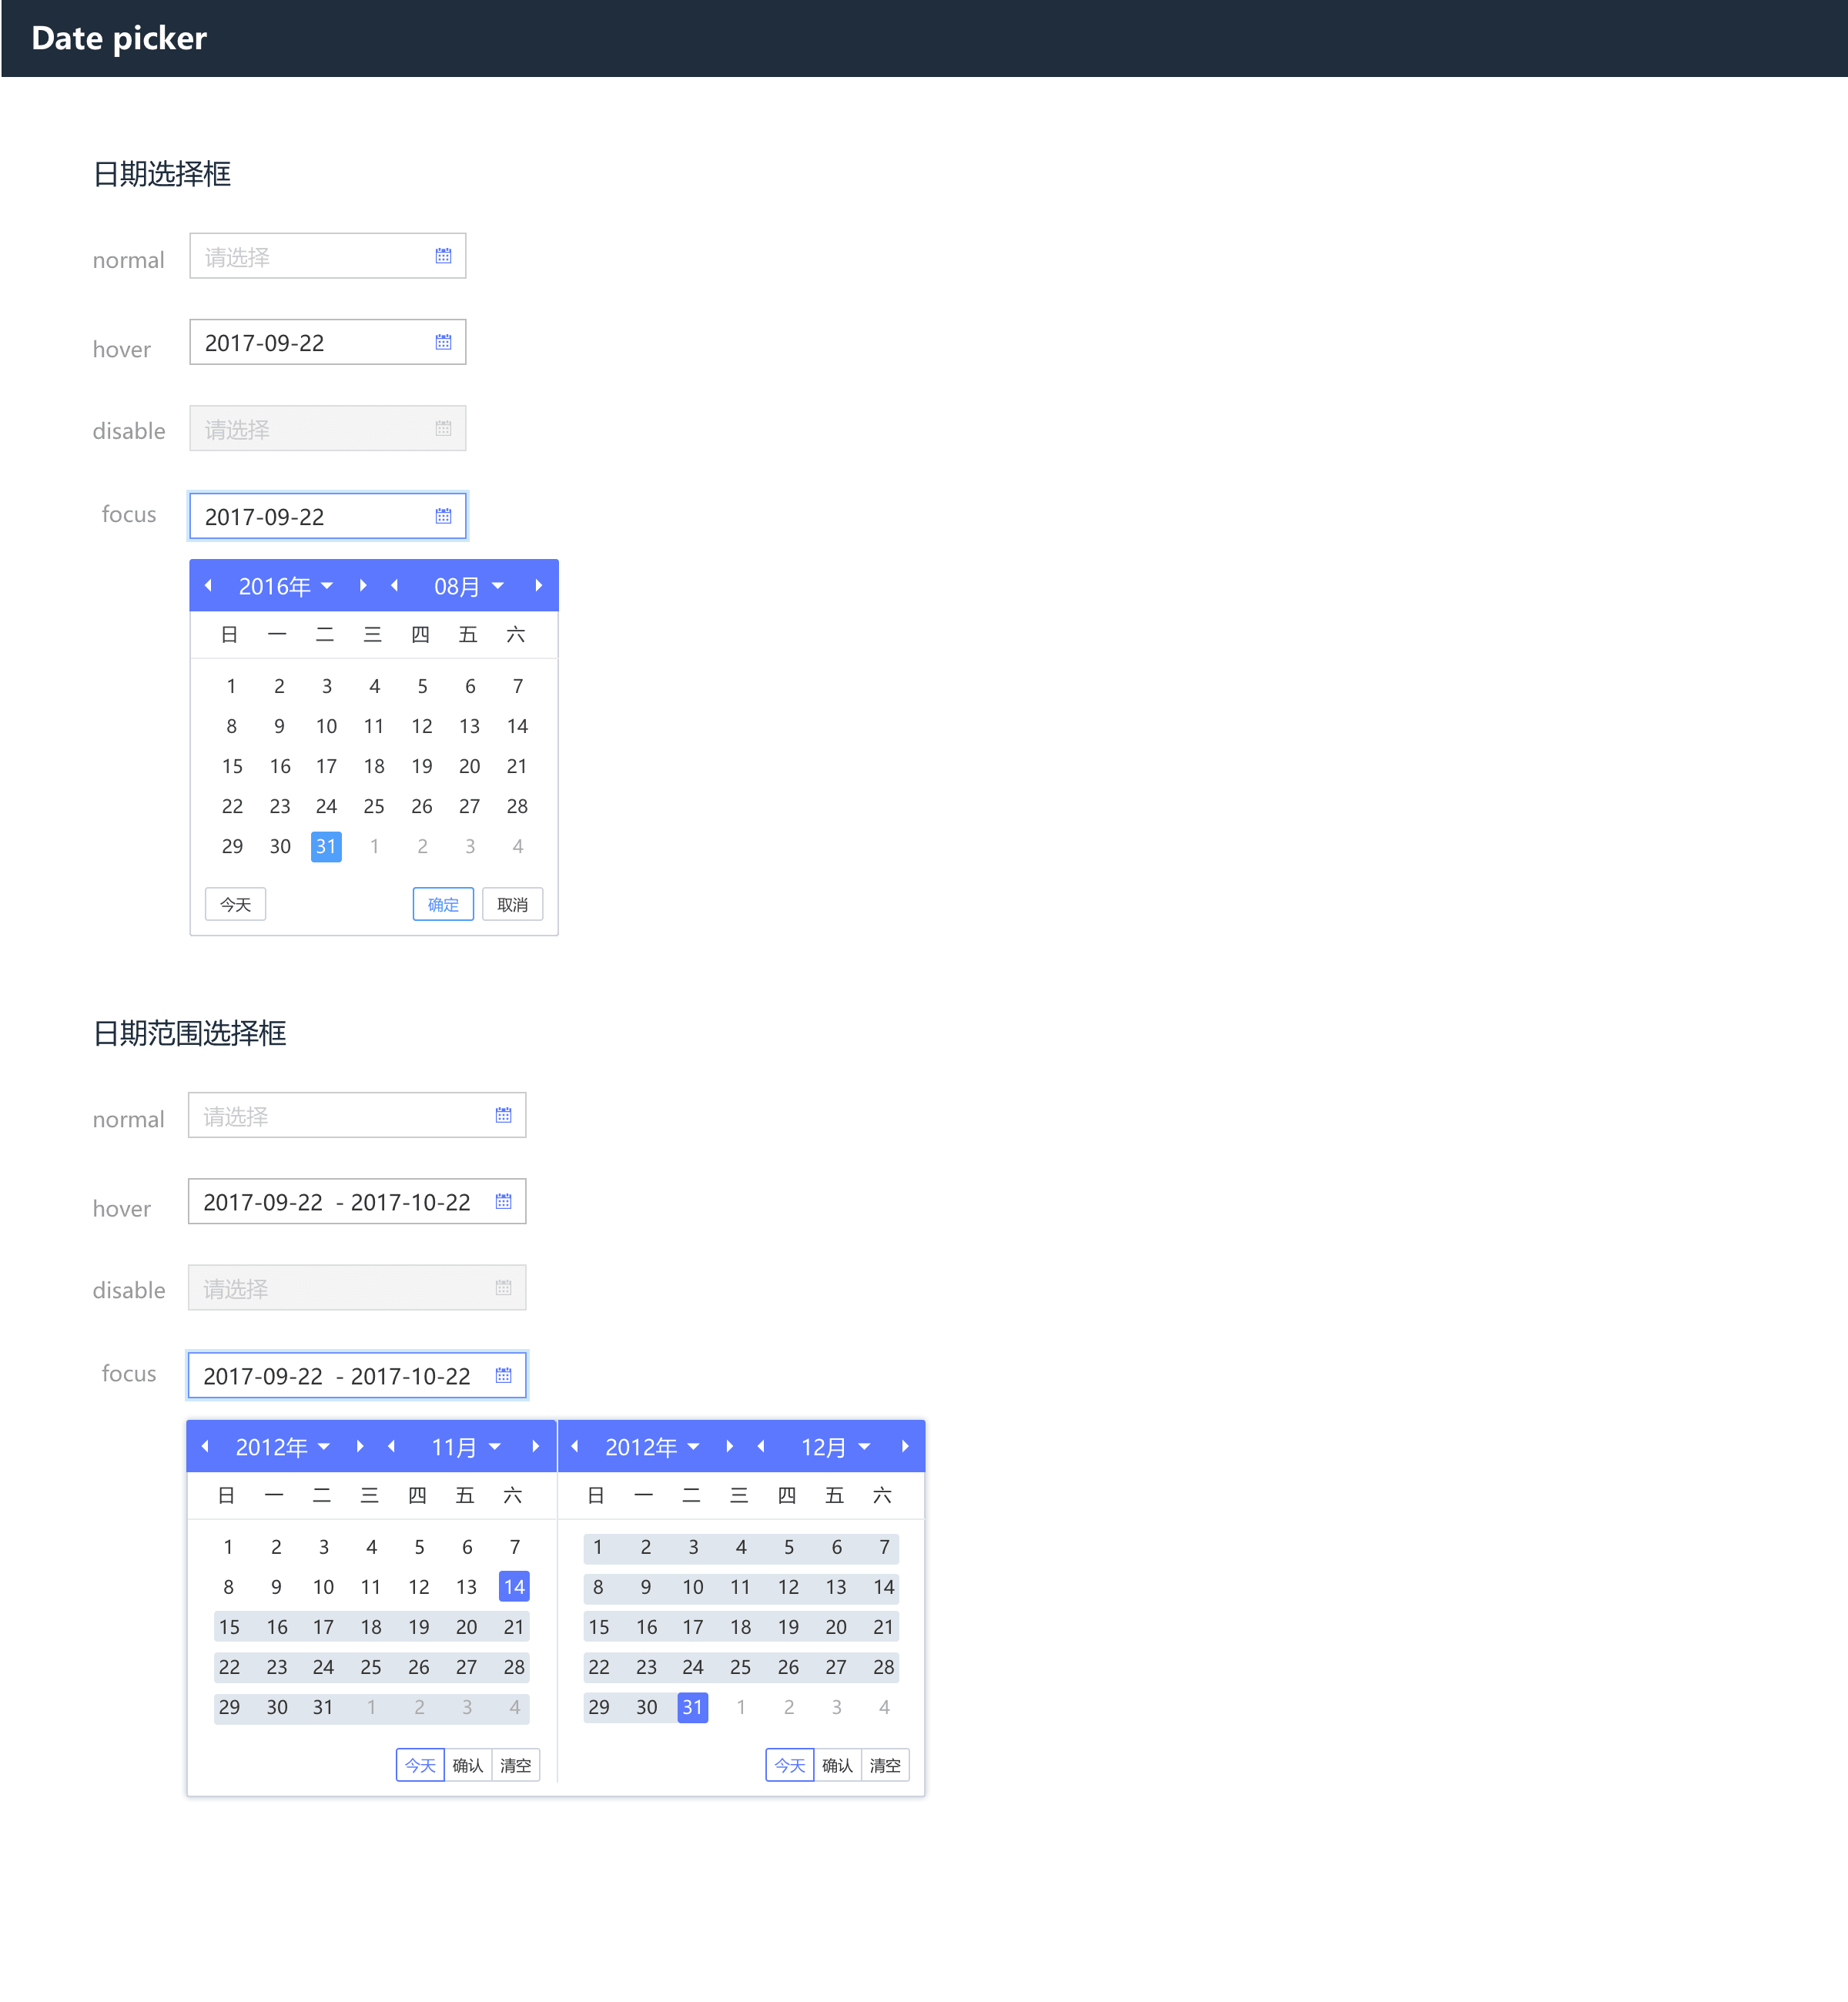 Date picker
日期选择框
normal 请选择
hover 2017-09-22
disable 请选择
focus 2017-09-22
2016年 08月
日 一 二 三 四 五 六
1 2 3 4 5 6 7
8 9 10 11 12 13 14
15 16 17 18 19 20 21
22 23 24 25 26 27 28
29 30 31 1 2 3 4
今天 确定 取消
日期范围选择框
normal 请选择
hover 2017-09-22 - 2017-10-22
disable 请选择
focus 2017-09-22 - 2017-10-22
2012年 11月 2012年 12月
日 一 二 三 四 五 六 日 一 二 三 四 五 六
1 2 3 4 5 6 7 1 2 3 4 5 6 7
8 9 10 11 12 13 14 8 9 10 11 12 13 14
15 16 17 18 19 20 21 15 16 17 18 19 20 21
22 23 24 25 26 27 28 22 23 24 25 26 27 28
29 30 31 1 2 3 4 29 30 31 1 2 3 4
今天 确认 清空 今天 确认 清空